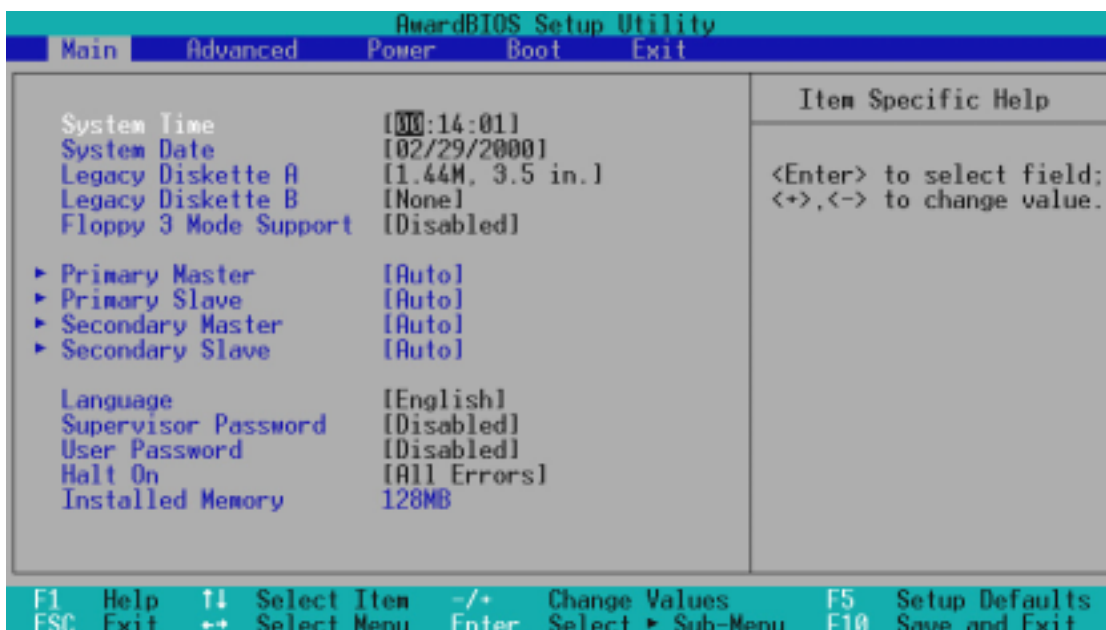 AwardBIOS Setup Utility
Main Advanced Power Boot Exit
Item Specific Help
System Time [00:14:01]
System Date [02/29/2000]
Legacy Diskette A [1.44M, 3.5 in.]
Legacy Diskette B [None]
Floppy 3 Mode Support [Disabled]
<Enter> to select field;
<+>,<-> to change value.
► Primary Master [Auto]
► Primary Slave [Auto]
► Secondary Master [Auto]
► Secondary Slave [Auto]
Language [English]
Supervisor Password [Disabled]
User Password [Disabled]
Halt On [All Errors]
Installed Memory 128MB
F1 Help ↑↓ Select Item -/+ Change Values F5 Setup Defaults
ESC Exit ←→ Select Menu Enter Select ► Sub-Menu F10 Save and Exit